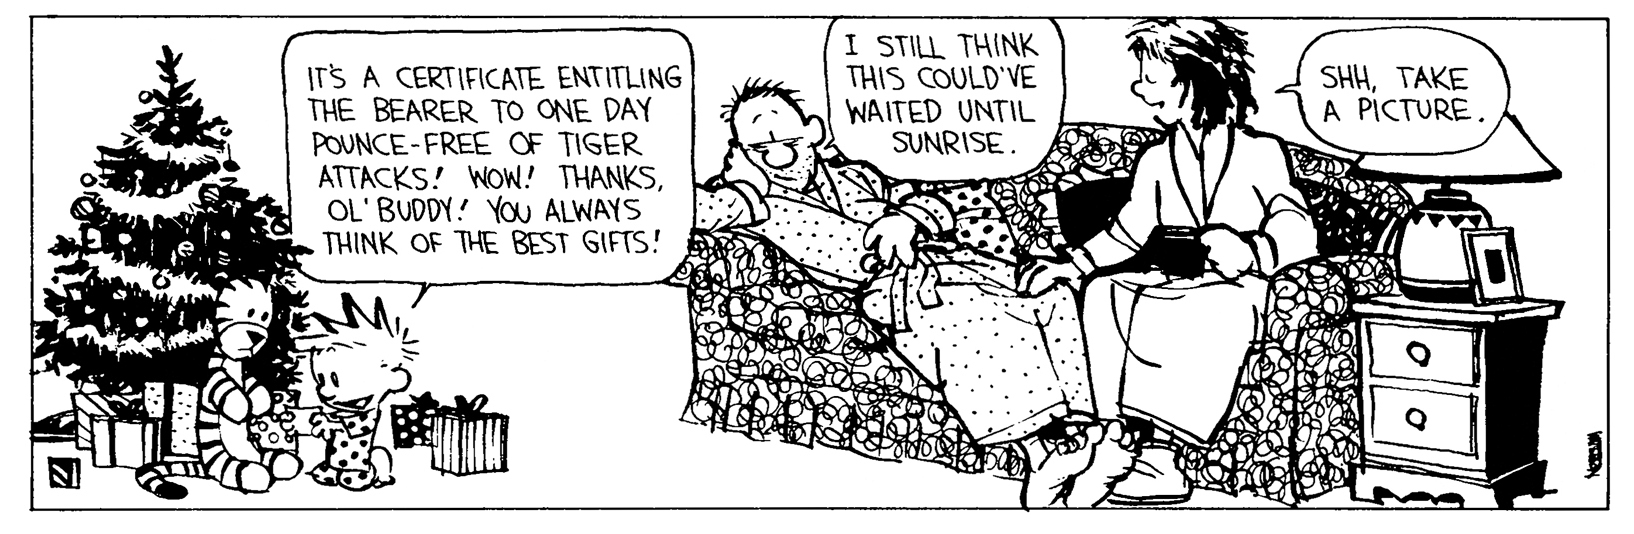 IT'S A CERTIFICATE ENTITLING
THE BEARER TO ONE DAY
POUNCE-FREE OF TIGER
ATTACKS! WOW! THANKS,
OL' BUDDY! YOU ALWAYS
THINK OF THE BEST GIFTS!
I STILL THINK
THIS COULD'VE
WAITED UNTIL
SUNRISE.
SHH, TAKE
A PICTURE.
WATTERSON